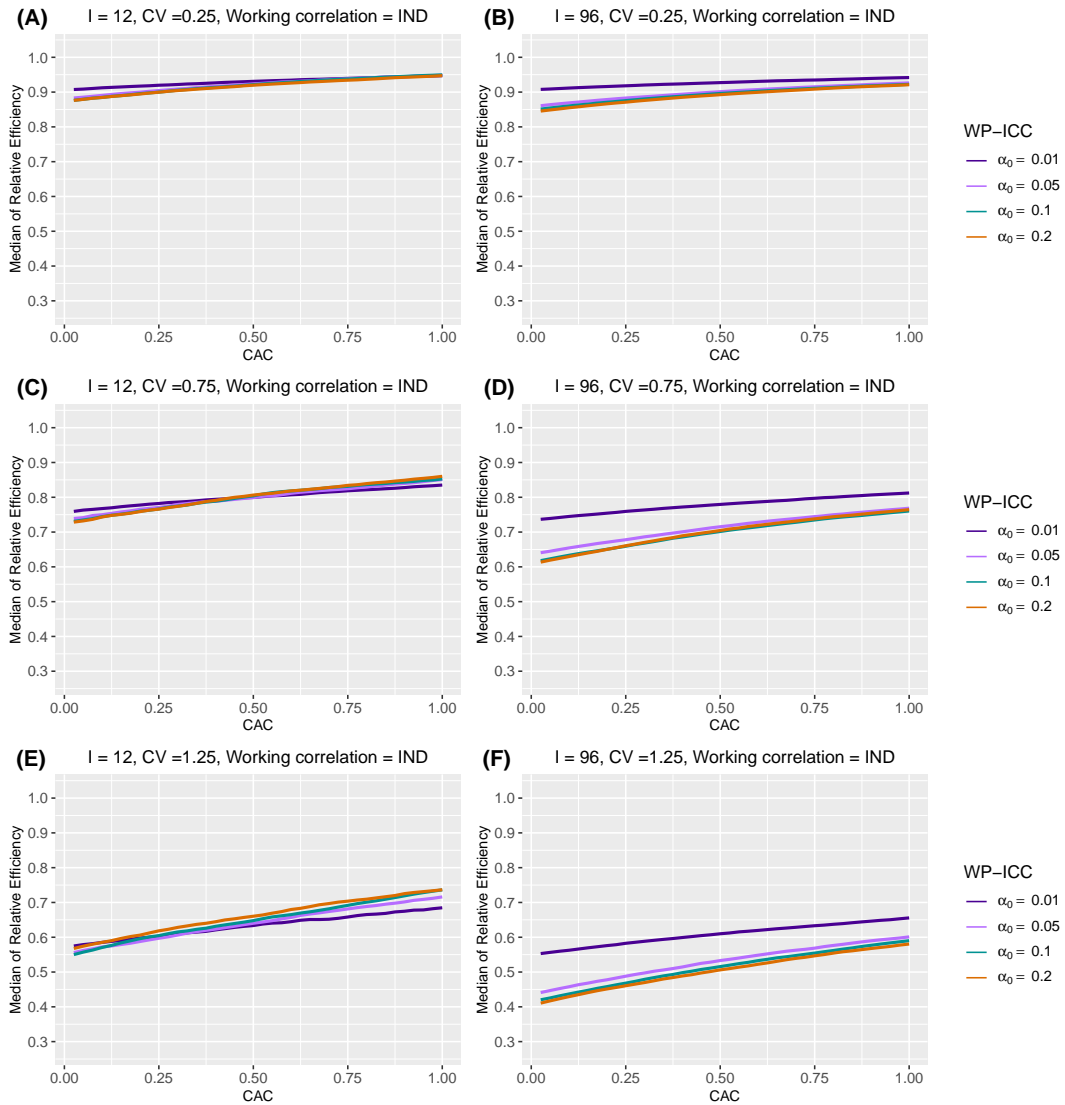 (A) I = 12, CV =0.25, Working correlation = IND
Median of Relative Efficiency
1.0
0.9
0.8
0.7
0.6
0.5
0.4
0.3
0.00 0.25 0.50 0.75 1.00
CAC
(B) I = 96, CV =0.25, Working correlation = IND
Median of Relative Efficiency
1.0
0.9
0.8
0.7
0.6
0.5
0.4
0.3
0.00 0.25 0.50 0.75 1.00
CAC
WP−ICC
α₀ = 0.01
α₀ = 0.05
α₀ = 0.1
α₀ = 0.2
(C) I = 12, CV =0.75, Working correlation = IND
Median of Relative Efficiency
1.0
0.9
0.8
0.7
0.6
0.5
0.4
0.3
0.00 0.25 0.50 0.75 1.00
CAC
(D) I = 96, CV =0.75, Working correlation = IND
Median of Relative Efficiency
1.0
0.9
0.8
0.7
0.6
0.5
0.4
0.3
0.00 0.25 0.50 0.75 1.00
CAC
WP−ICC
α₀ = 0.01
α₀ = 0.05
α₀ = 0.1
α₀ = 0.2
(E) I = 12, CV =1.25, Working correlation = IND
Median of Relative Efficiency
1.0
0.9
0.8
0.7
0.6
0.5
0.4
0.3
0.00 0.25 0.50 0.75 1.00
CAC
(F) I = 96, CV =1.25, Working correlation = IND
Median of Relative Efficiency
1.0
0.9
0.8
0.7
0.6
0.5
0.4
0.3
0.00 0.25 0.50 0.75 1.00
CAC
WP−ICC
α₀ = 0.01
α₀ = 0.05
α₀ = 0.1
α₀ = 0.2